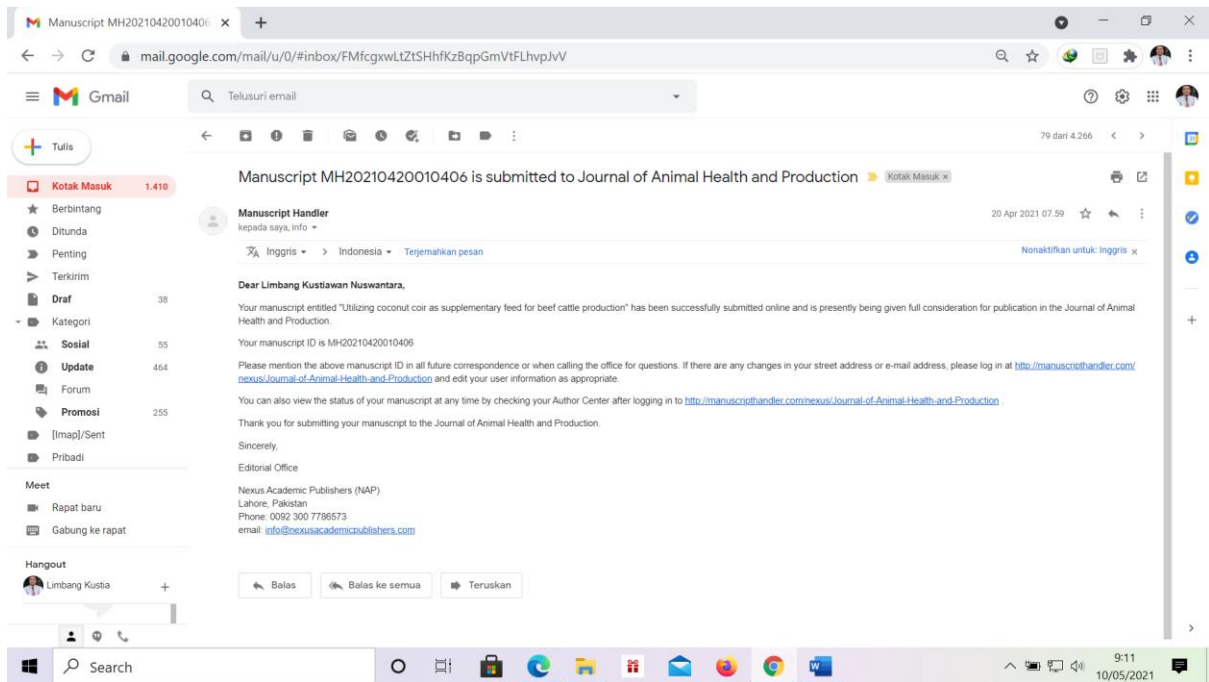 Manuscript MH20210420010406
mail.google.com/mail/u/0/#inbox/FMfcgxwLtZtSHhfKzBqpGmVtFLhvpJvV
Gmail
Telusuri email
Tulis
79 dari 4.266
Kotak Masuk 1.410
Berbintang
Ditunda
Penting
Terkirim
Draf 38
Kategori
Sosial 55
Update 464
Forum
Promosi 255
[Imap]/Sent
Pribadi
Meet
Rapat baru
Gabung ke rapat
Hangout
Limbang Kustia
Manuscript MH20210420010406 is submitted to Journal of Animal Health and Production Kotak Masuk ×
Manuscript Handler 20 Apr 2021 07.59
kepada saya, info
Inggris > Indonesia Terjemahkan pesan Nonaktifkan untuk: Inggris x
Dear Limbang Kustiawan Nuswantara,
Your manuscript entitled "Utilizing coconut coir as supplementary feed for beef cattle production" has been successfully submitted online and is presently being given full consideration for publication in the Journal of Animal
Health and Production.
Your manuscript ID is MH20210420010406
Please mention the above manuscript ID in all future correspondence or when calling the office for questions. If there are any changes in your street address or e-mail address, please log in at http://manuscripthandler.com/
nexus/Journal-of-Animal-Health-and-Production and edit your user information as appropriate.
You can also view the status of your manuscript at any time by checking your Author Center after logging in to http://manuscripthandler.com/nexus/Journal-of-Animal-Health-and-Production .
Thank you for submitting your manuscript to the Journal of Animal Health and Production.
Sincerely,
Editorial Office
Nexus Academic Publishers (NAP)
Lahore, Pakistan
Phone: 0092 300 7786573
email: info@nexusacademicpublishers.com
Balas
Balas ke semua
Teruskan
Search
9:11
10/05/2021